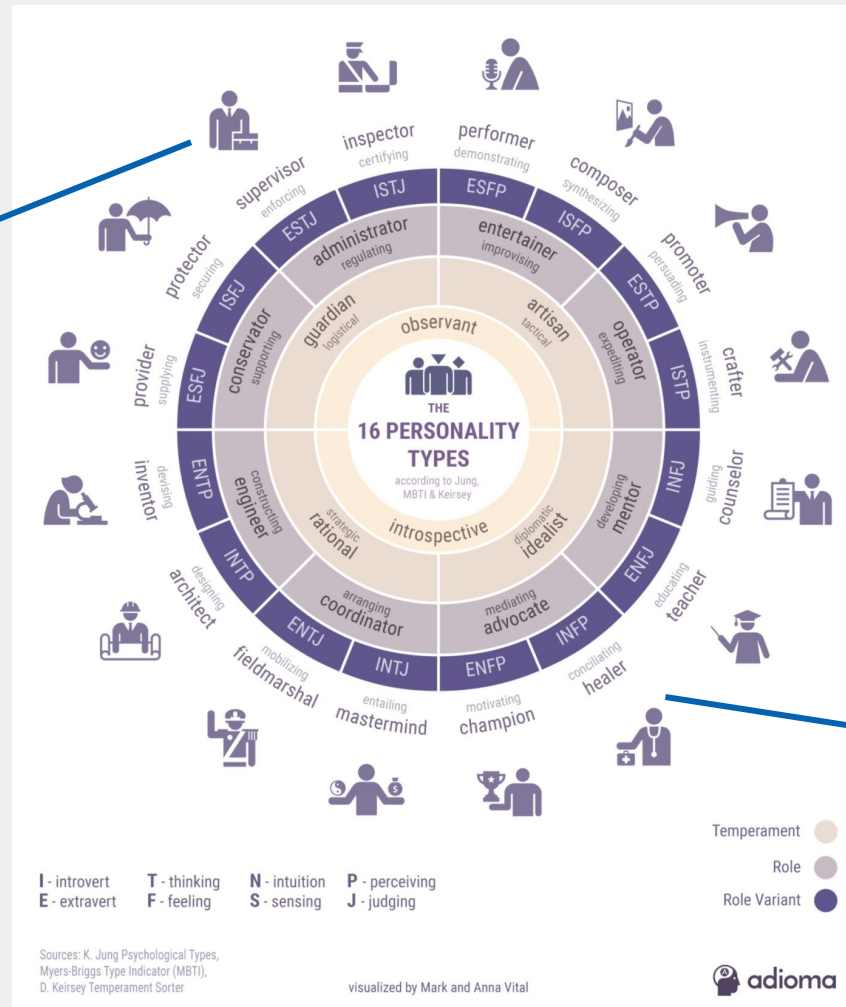 inspector
certifying
performer
demonstrating
supervisor
enforcing
composer
synthesizing
protector
securing
promoter
persuading
provider
supplying
crafter
instrumenting
devising
inventor
guiding
counselor
designing
architect
educating
teacher
mobilizing
fieldmarshal
conciliating
healer
entailing
mastermind
motivating
champion
ISTJ
ESFP
ESTJ
ISFP
ISFJ
ESTP
ESFJ
ISTP
ENTP
INFJ
INTP
ENFJ
ENTJ
INFP
INTJ
ENFP
administrator
regulating
entertainer
improvising
conservator
supporting
operator
expediting
constructing
engineer
developing
mentor
arranging
coordinator
mediating
advocate
guardian
logistical
artisan
tactical
strategic
rational
diplomatic
idealist
observant
THE
16 PERSONALITY
TYPES
according to Jung,
MBTI & Keirsey
introspective
$
Temperament
Role
Role Variant
I - introvert T - thinking N - intuition P - perceiving
E - extravert F - feeling S - sensing J - judging
Sources: K. Jung Psychological Types,
Myers-Briggs Type Indicator (MBTI),
D. Keirsey Temperament Sorter
visualized by Mark and Anna Vital
A
adioma